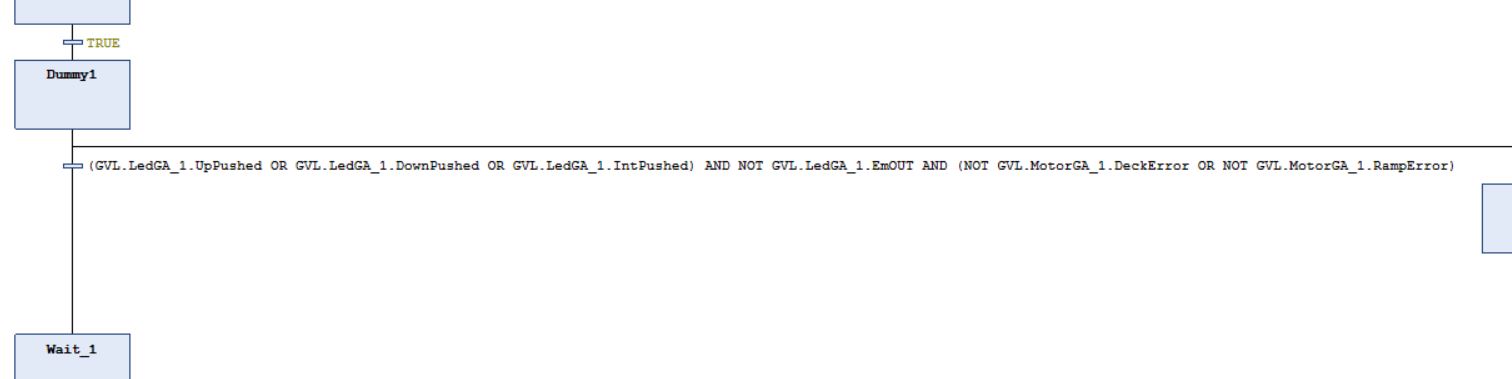 TRUE
Dummy1
(GVL.LedGA_1.UpPushed OR GVL.LedGA_1.DownPushed OR GVL.LedGA_1.IntPushed) AND NOT GVL.LedGA_1.EmOUT AND (NOT GVL.MotorGA_1.DeckError OR NOT GVL.MotorGA_1.RampError)
Wait_1